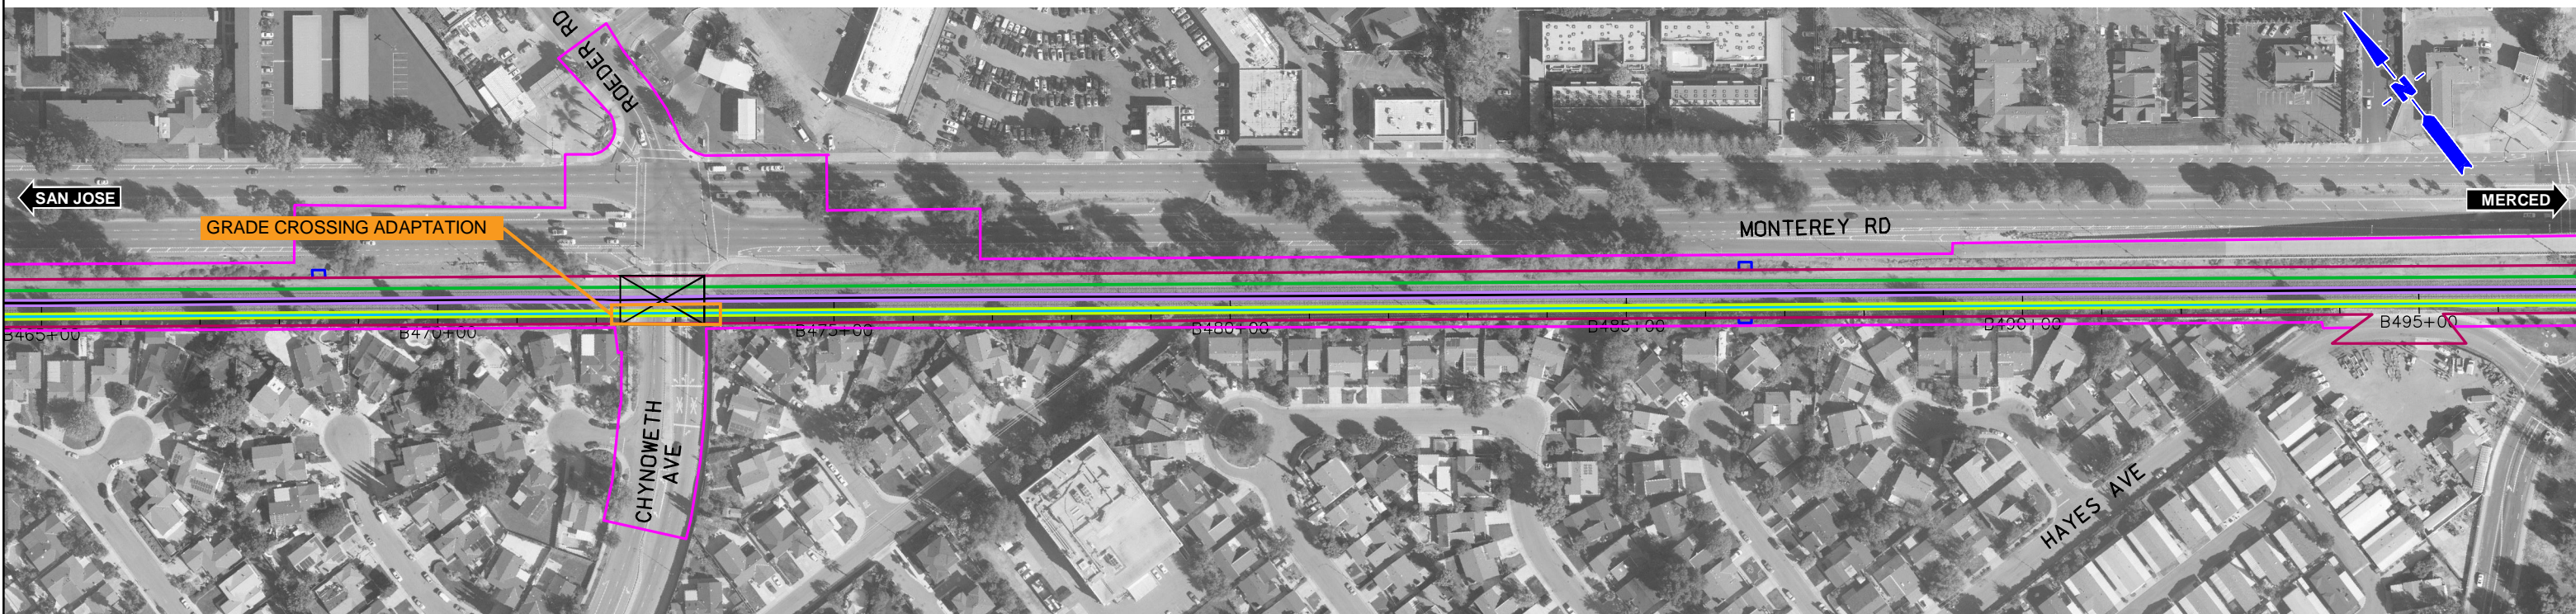 ROEDER RD
SAN JOSE
GRADE CROSSING ADAPTATION
MONTEREY RD
N
MERCED
B465+00
B470+00
B475+00
B480+00
B485+00
B490+00
B495+00
CHYNOWETH
AVE
HAYES AVE